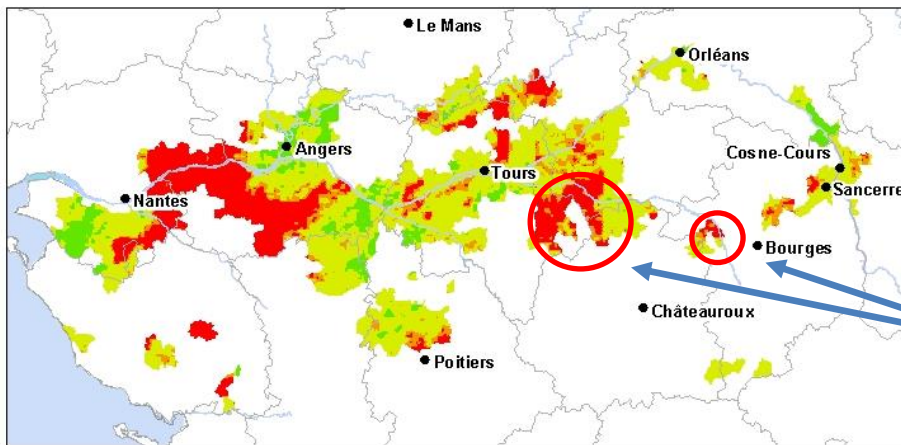 Le Mans
Orléans
Angers
Cosne-Cours
Tours
Sancerre
Nantes
Bourges
Châteauroux
Poitiers